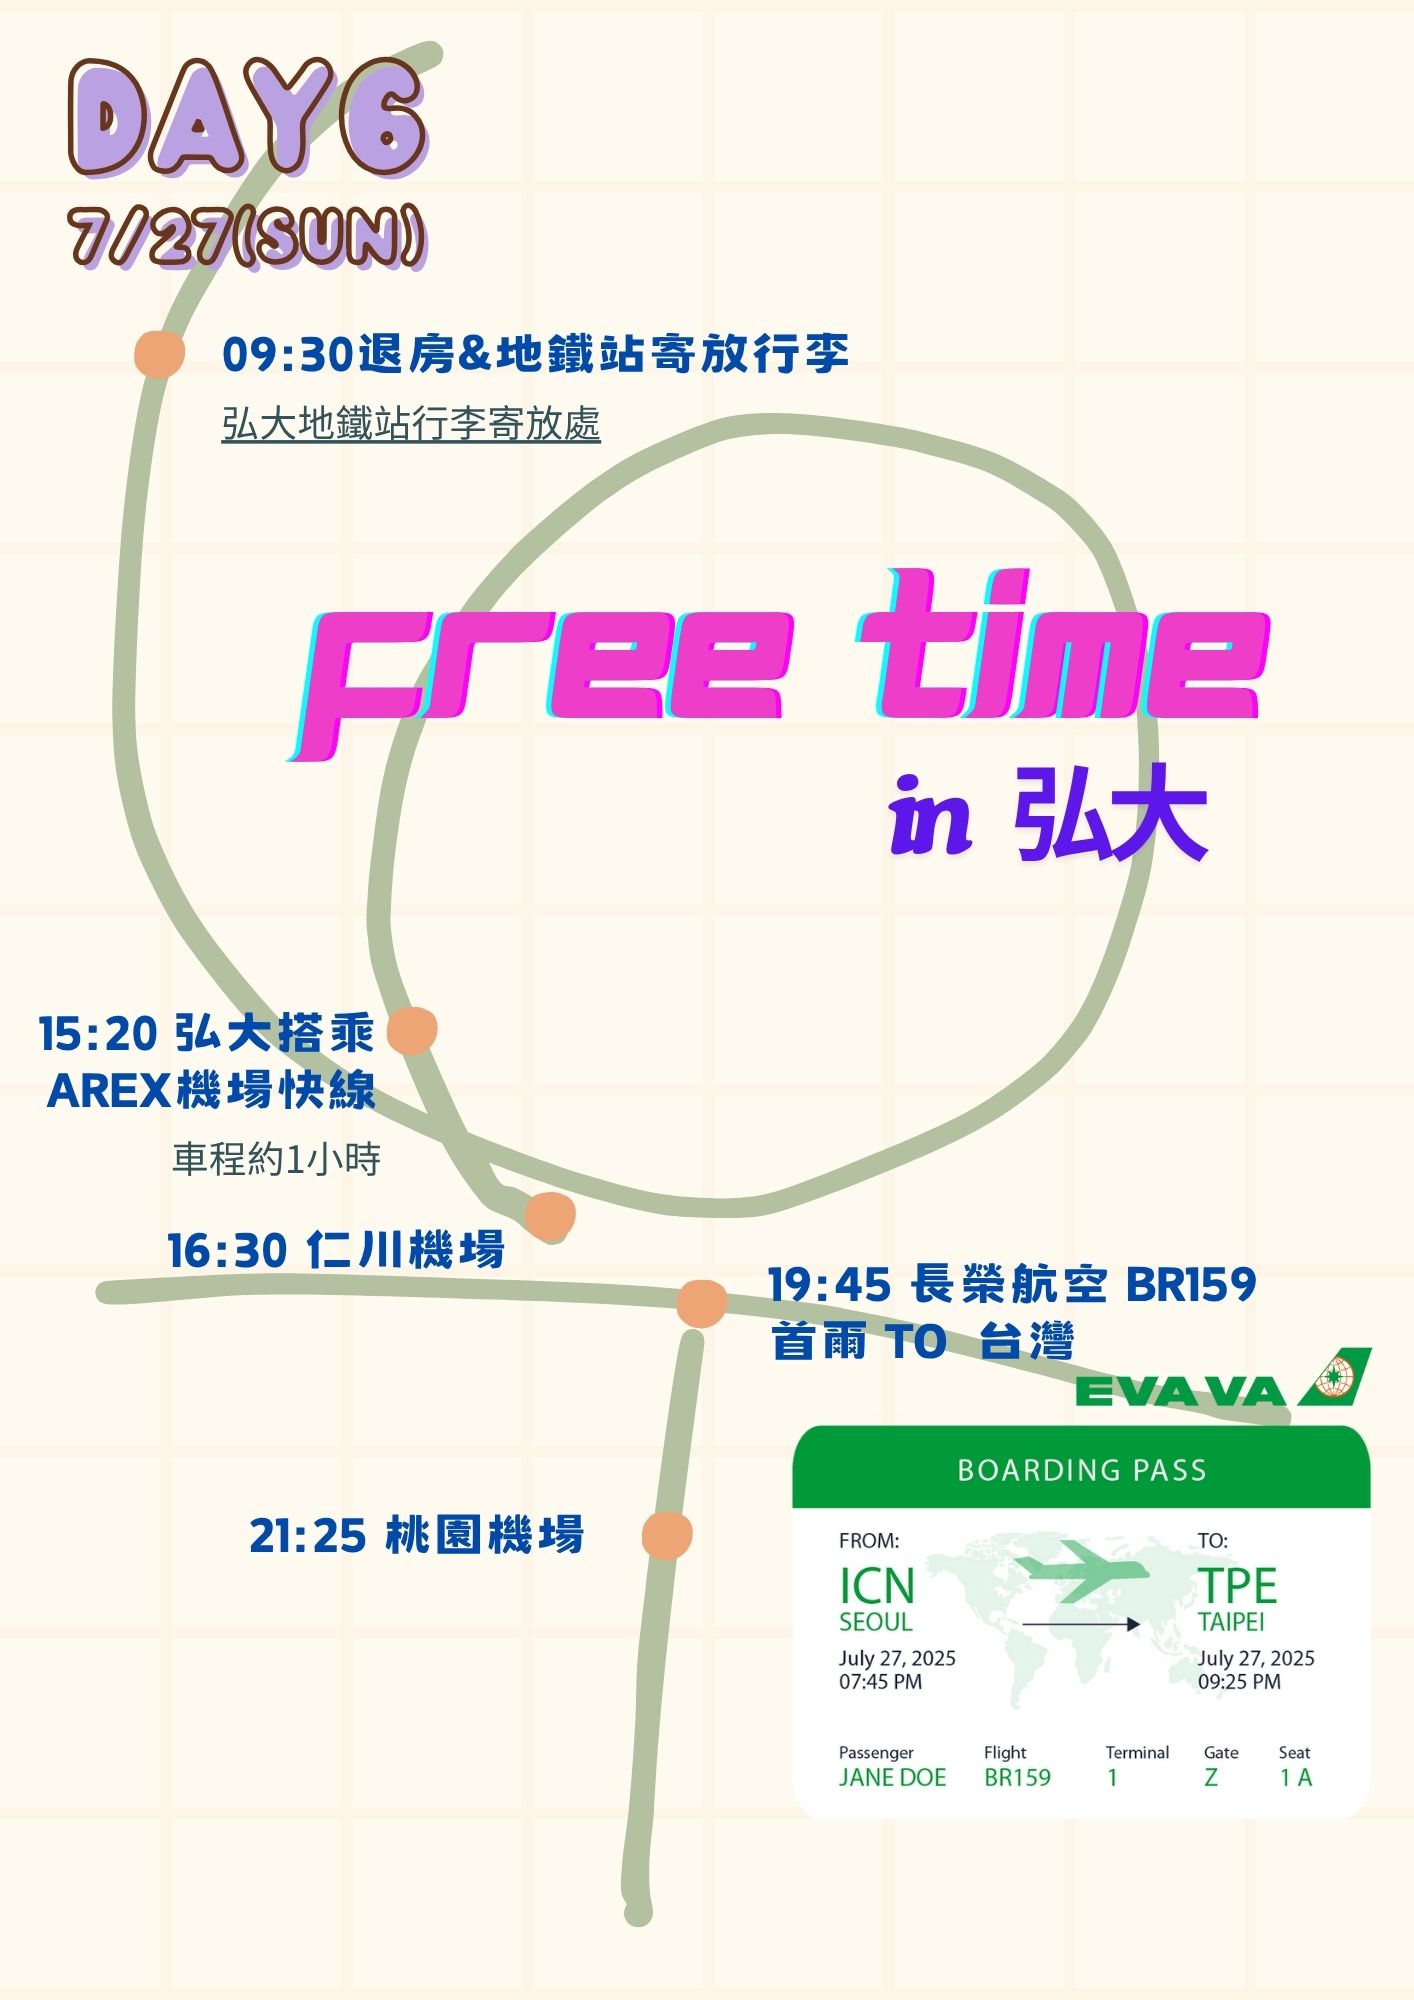 DAY6
7/27(SUN)
09:30退房&地鐵站寄放行李
弘大地鐵站行李寄放處
Free time
in 弘大
15:20 弘大搭乘
AREX機場快線
車程約1小時
16:30 仁川機場
19:45 長榮航空 BR159
首爾 TO 台灣
EVA VA
21:25 桃園機場
BOARDING PASS
FROM:
ICN
SEOUL
July 27, 2025
07:45 PM
TO:
TPE
TAIPEI
July 27, 2025
09:25 PM
Passenger Flight Terminal Gate Seat
JANE DOE BR159 1 Z 1 A